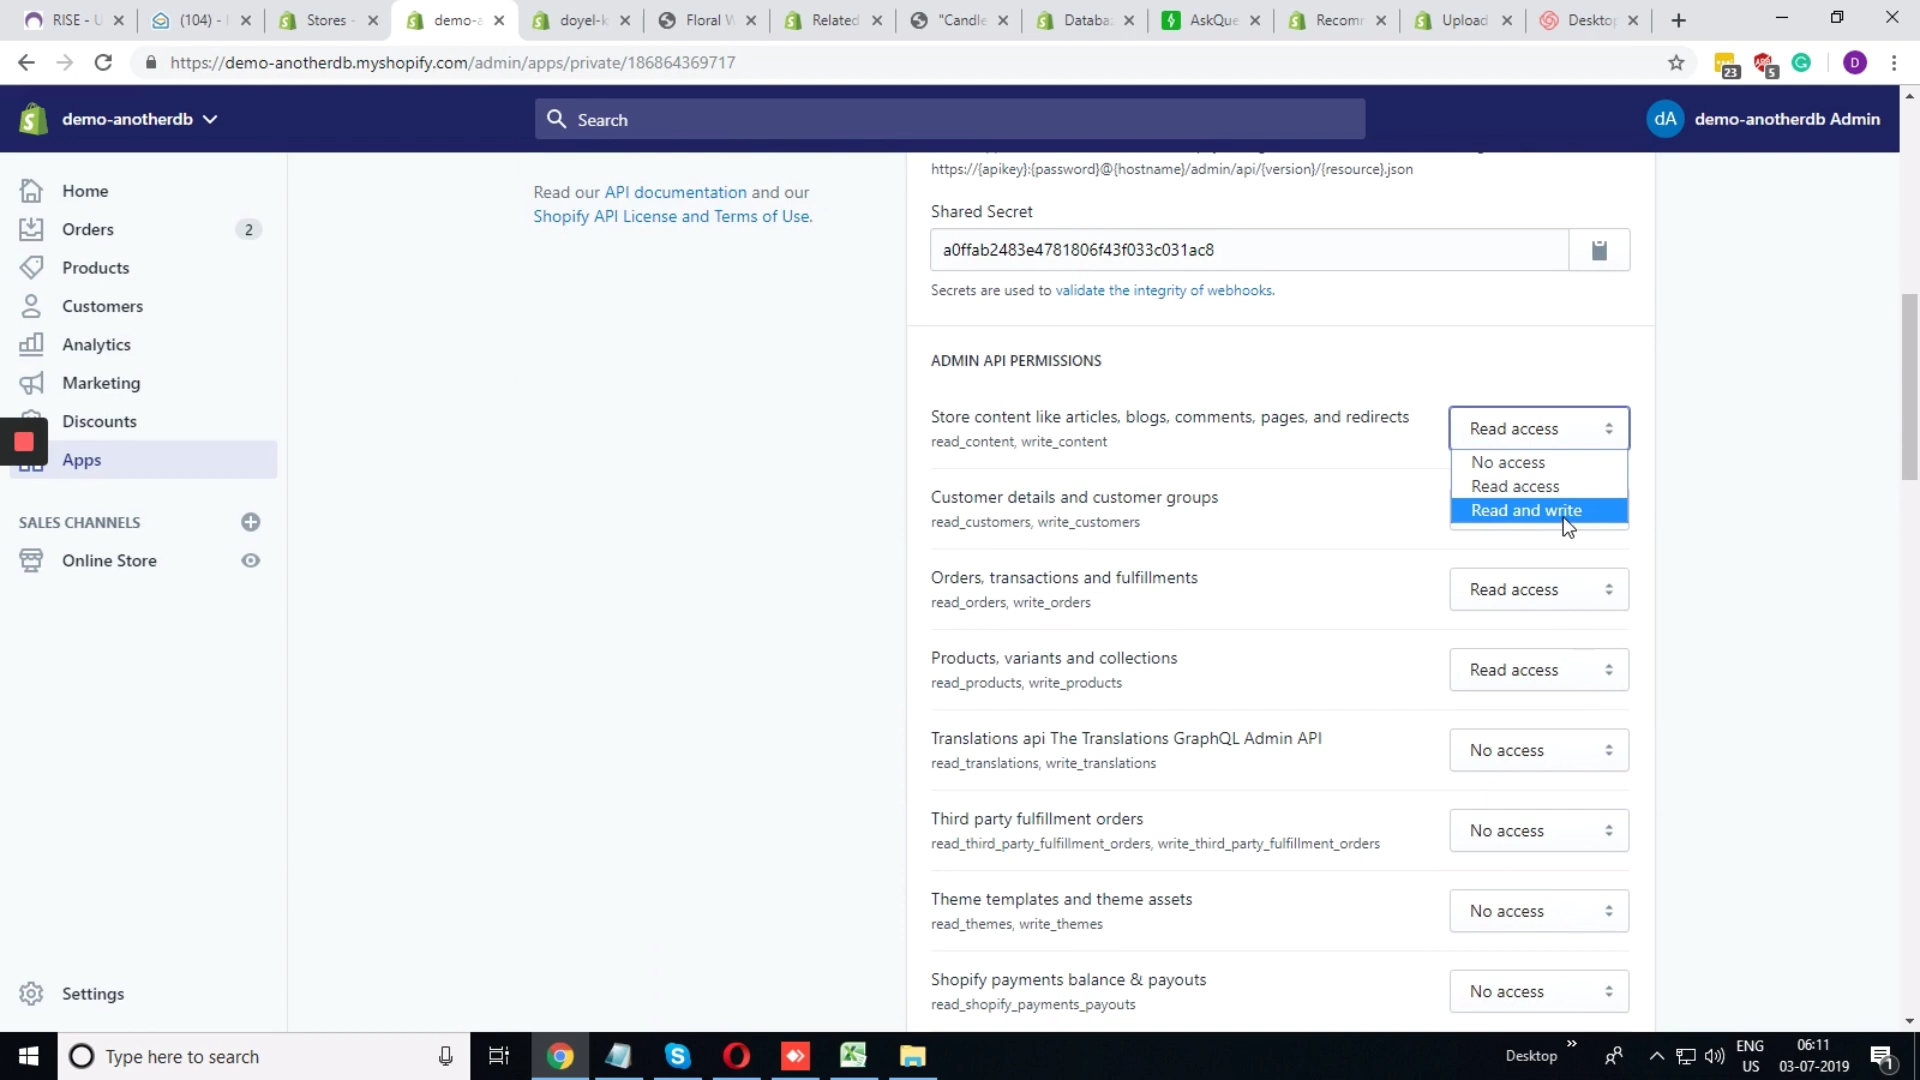 RISE - U
(104) - I
Stores -
demo-a
doyel-k
Floral W
Related
"Candle
Databa
AskQue
Recom
Upload
Desktop
https://demo-anotherdb.myshopify.com/admin/apps/private/186864369717
23
5
D
demo-anotherdb
Search
dA
demo-anotherdb Admin
Home
Orders
2
Products
Customers
Analytics
Marketing
Discounts
Apps
SALES CHANNELS
Online Store
Settings
Read our API documentation and our
Shopify API License and Terms of Use.
https://{apikey}:{password}@{hostname}/admin/api/{version}/{resource}.json
Shared Secret
a0ffab2483e4781806f43f033c031ac8
Secrets are used to validate the integrity of webhooks.
ADMIN API PERMISSIONS
Store content like articles, blogs, comments, pages, and redirects
read_content, write_content
Read access
No access
Read access
Read and write
Customer details and customer groups
read_customers, write_customers
Orders, transactions and fulfillments
read_orders, write_orders
Read access
Products, variants and collections
read_products, write_products
Read access
Translations api The Translations GraphQL Admin API
read_translations, write_translations
No access
Third party fulfillment orders
read_third_party_fulfillment_orders, write_third_party_fulfillment_orders
No access
Theme templates and theme assets
read_themes, write_themes
No access
Shopify payments balance & payouts
read_shopify_payments_payouts
No access
Type here to search
Desktop
ENG
US
06:11
03-07-2019
1